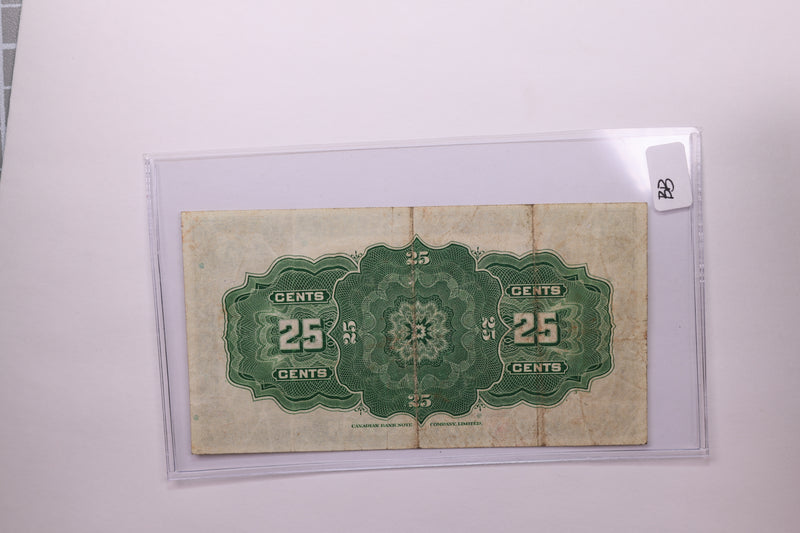 BB
25
CENTS CENTS
25 25 25 25
CENTS CENTS
25
CANADIAN BANK NOTE COMPANY, LIMITED.